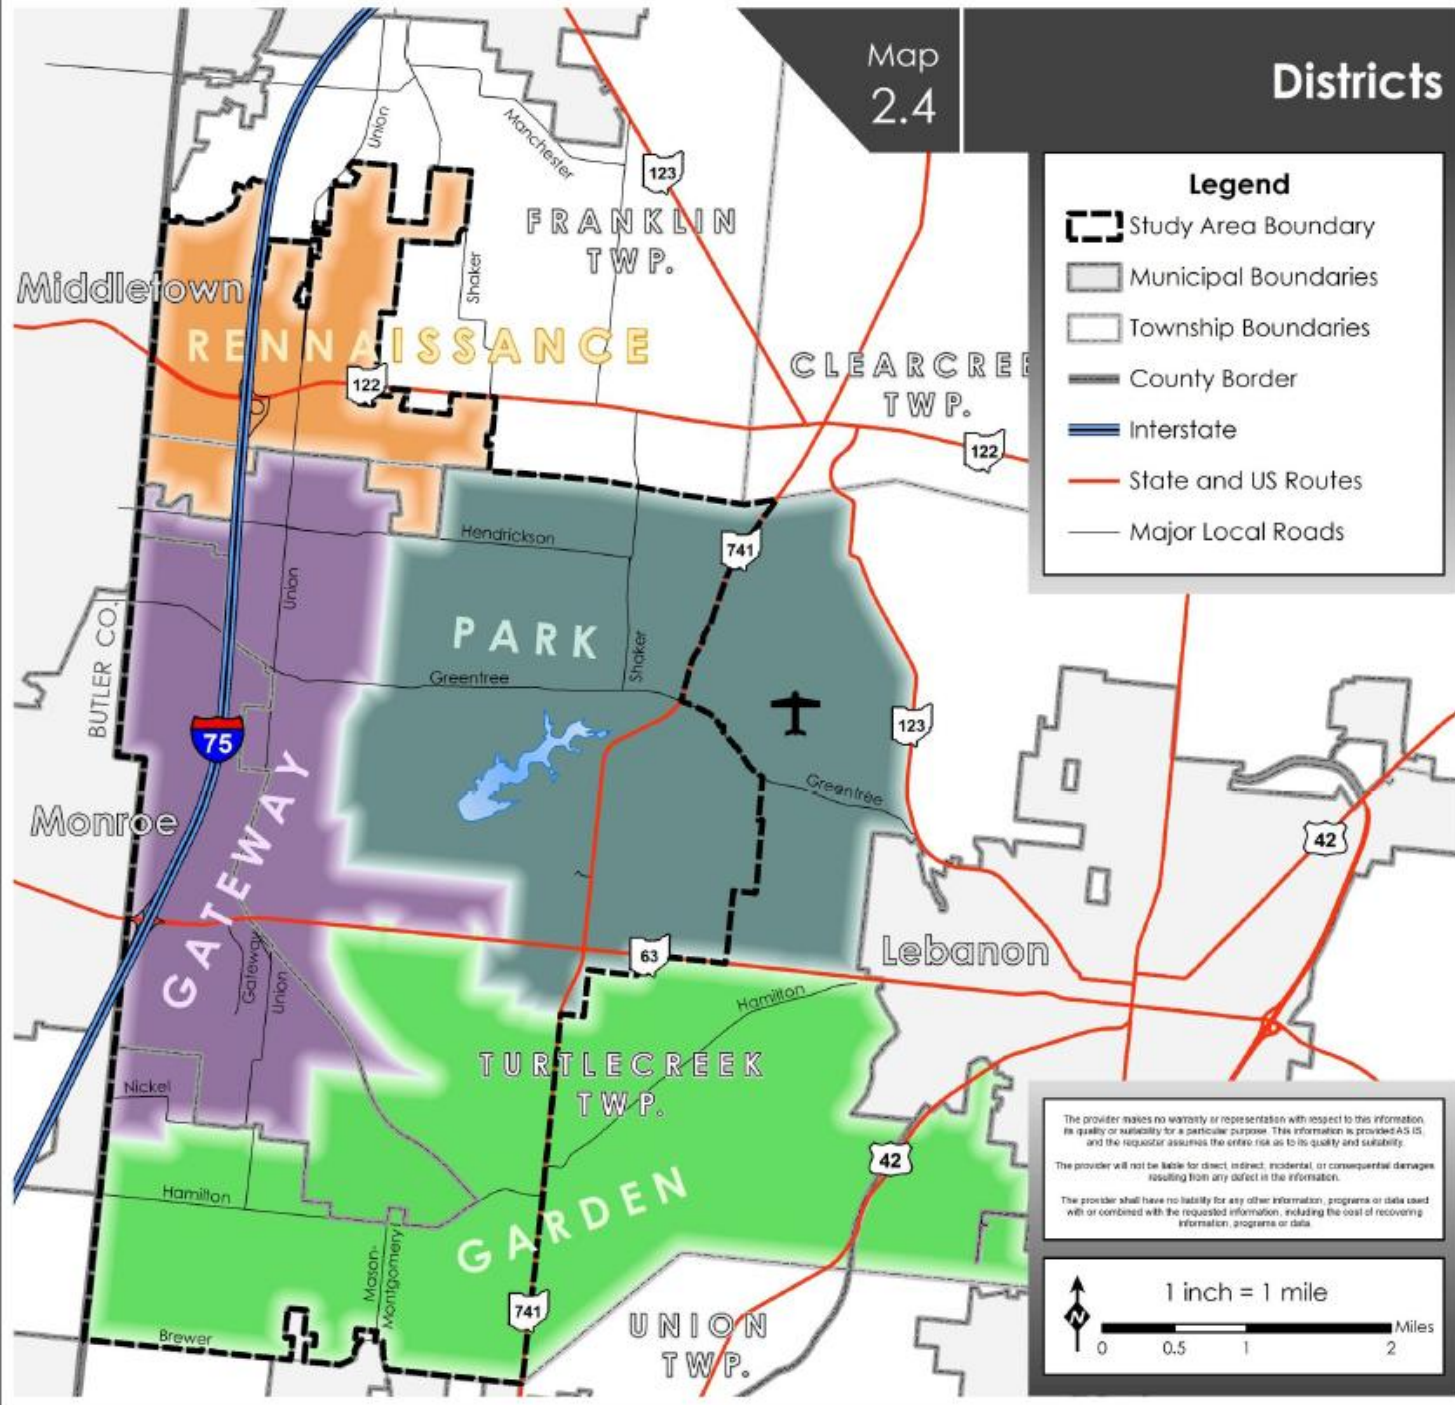 Map
2.4
Districts
Legend
Study Area Boundary
Municipal Boundaries
Township Boundaries
County Border
Interstate
State and US Routes
Major Local Roads
Union
Manchester
123
FRANKLIN
TWP.
Shaker
Middletown
RENNAISSANCE
122
CLEARCREE
TWP.
122
Hendrickson
741
Union
BUTLER CO.
PARK
Shaker
Greentree
123
75
GATEWAY
Greentree
Monroe
42
63
Lebanon
Gateway
Union
Hamilton
TURTLECREEK
TWP.
Nickel
42
Hamilton
GARDEN
Mason-
Montgomery
741
Brewer
UNION
TWP.
The provider makes no warranty or representation with respect to this information,
its quality or suitability for a particular purpose. This information is provided AS IS,
and the requester assumes the entire risk as to its quality and suitability.
The provider will not be liable for direct, indirect, incidental, or consequential damages
resulting from any defect in the information.
The provider shall have no liability for any other information, programs or data used
with or combined with the requested information, including the cost of recovering
information, programs or data.
N
1 inch = 1 mile
Miles
0 0.5 1 2